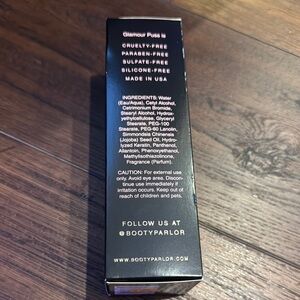 Glamour Puss is
CRUELTY-FREE
PARABEN-FREE
SULFATE-FREE
SILICONE-FREE
MADE IN USA
INGREDIENTS: Water
(Eau/Aqua), Cetyl Alcohol,
Cetrimonium Bromide,
Stearyl Alcohol, Hydrox-
yethylcellulose, Glyceryl
Stearate, PEG-100
Stearate, PEG-60 Lanolin,
Simmondsia Chinensis
(Jojoba) Seed Oil, Hydro-
lyzed Keratin, Panthenol,
Allantoin, Phenoxyethanol,
Methylisothiazolinone,
Fragrance (Parfum).
CAUTION: For external use
only. Avoid eye area. Discon-
tinue use immediately if
irritation occurs. Keep out of
reach of children and pets.
FOLLOW US AT
@BOOTYPARLOR
WWW.BOOTYPARLOR.COM